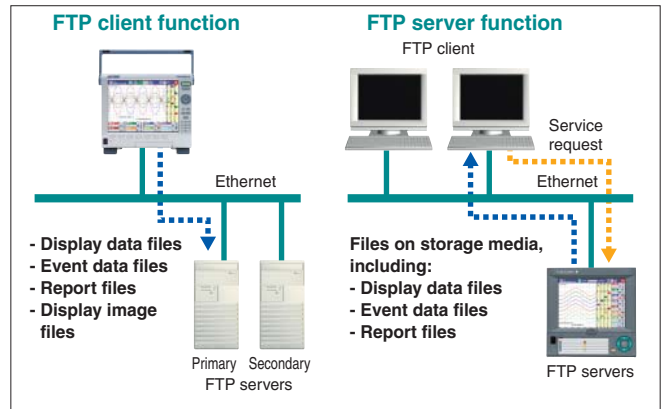 FTP client function
Ethernet
- Display data files
- Event data files
- Report files
- Display image
files
Primary Secondary
FTP servers
FTP server function
FTP client
Service
request
Ethernet
Files on storage media,
including:
- Display data files
- Event data files
- Report files
FTP servers